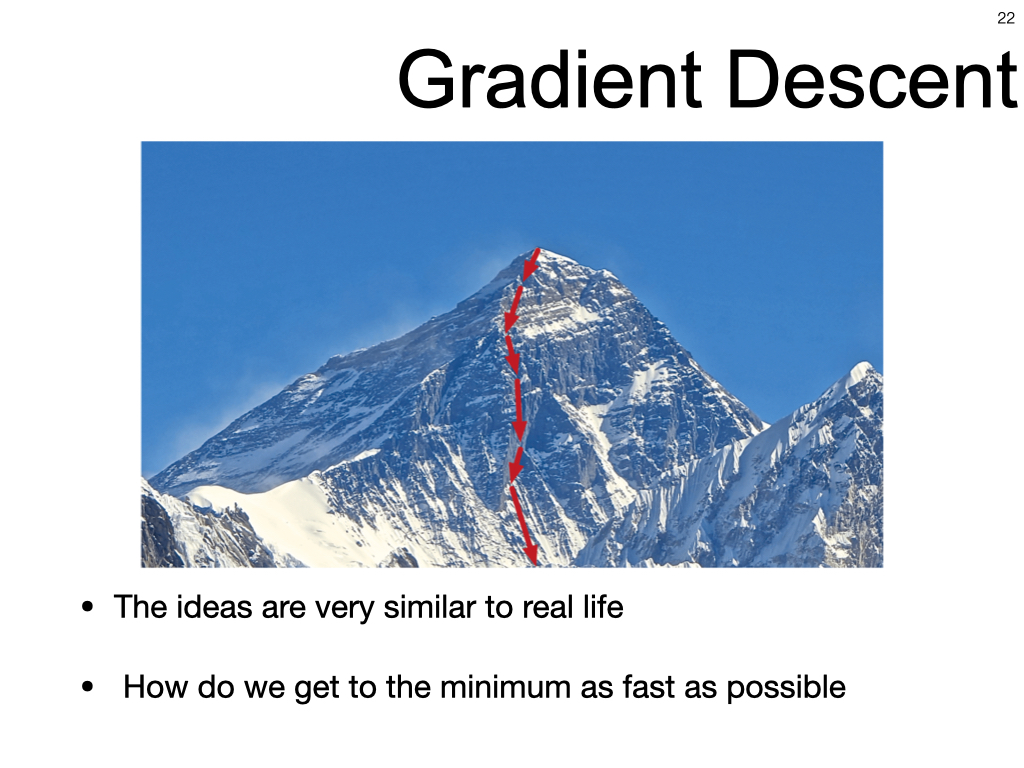 22
Gradient Descent
• The ideas are very similar to real life
• How do we get to the minimum as fast as possible